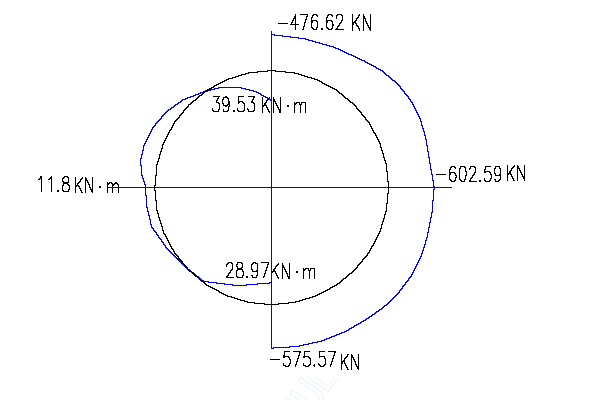 -476.62 KN
39.53 KN·m
-602.59 KN
11.8 KN·m
28.97 KN·m
-575.57 KN